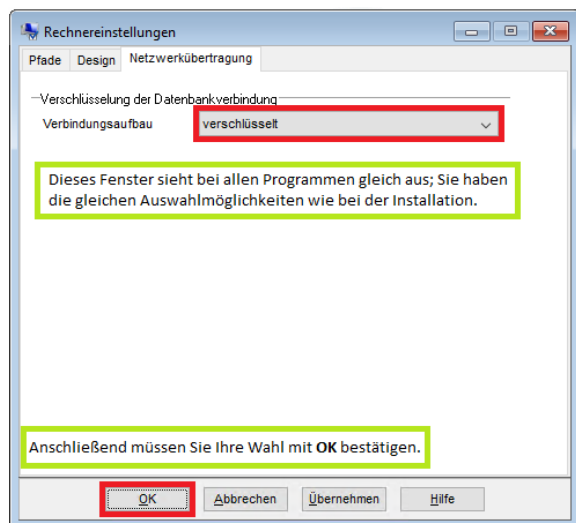 Rechnereinstellungen
Pfade Design Netzwerkübertragung
Verschlüsselung der Datenbankverbindung
Verbindungsaufbau verschlüsselt
Dieses Fenster sieht bei allen Programmen gleich aus; Sie haben
die gleichen Auswahlmöglichkeiten wie bei der Installation.
Anschließend müssen Sie Ihre Wahl mit OK bestätigen.
OK Abbrechen Übernehmen Hilfe